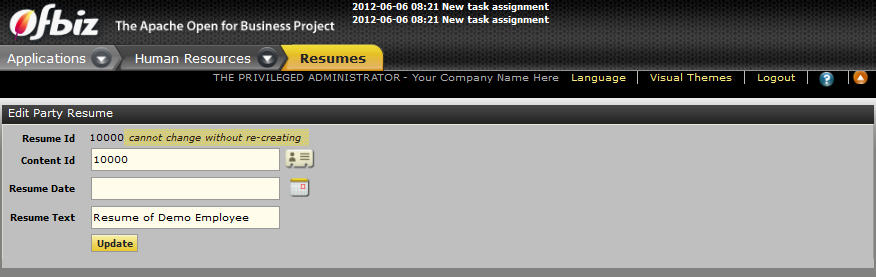 Ofbiz The Apache Open for Business Project
2012-06-06 08:21 New task assignment
2012-06-06 08:21 New task assignment
Applications Human Resources Resumes
THE PRIVILEGED ADMINISTRATOR - Your Company Name Here Language Visual Themes Logout ?
Edit Party Resume
Resume Id 10000 cannot change without re-creating
Content Id 10000
Resume Date
Resume Text Resume of Demo Employee
Update